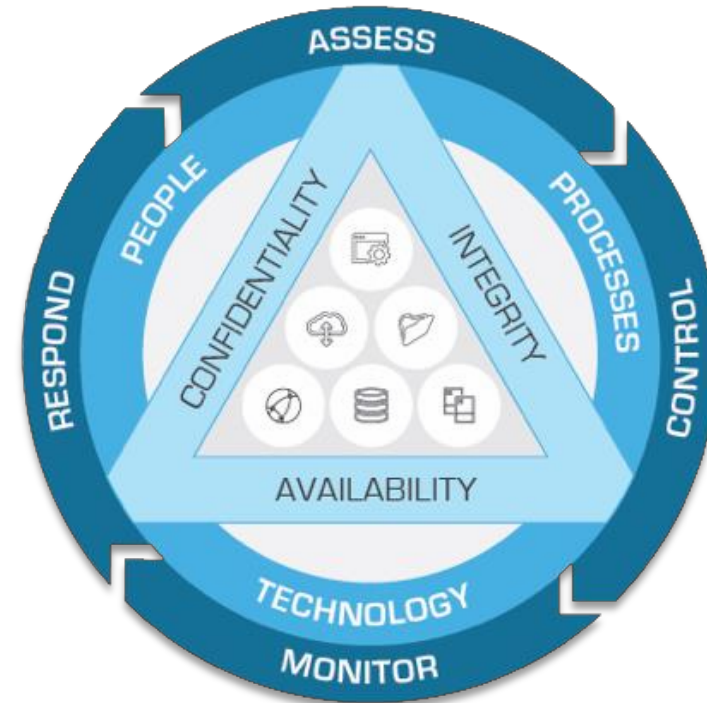 ASSESS
PEOPLE
PROCESSES
CONFIDENTIALITY
INTEGRITY
RESPOND
CONTROL
AVAILABILITY
TECHNOLOGY
MONITOR